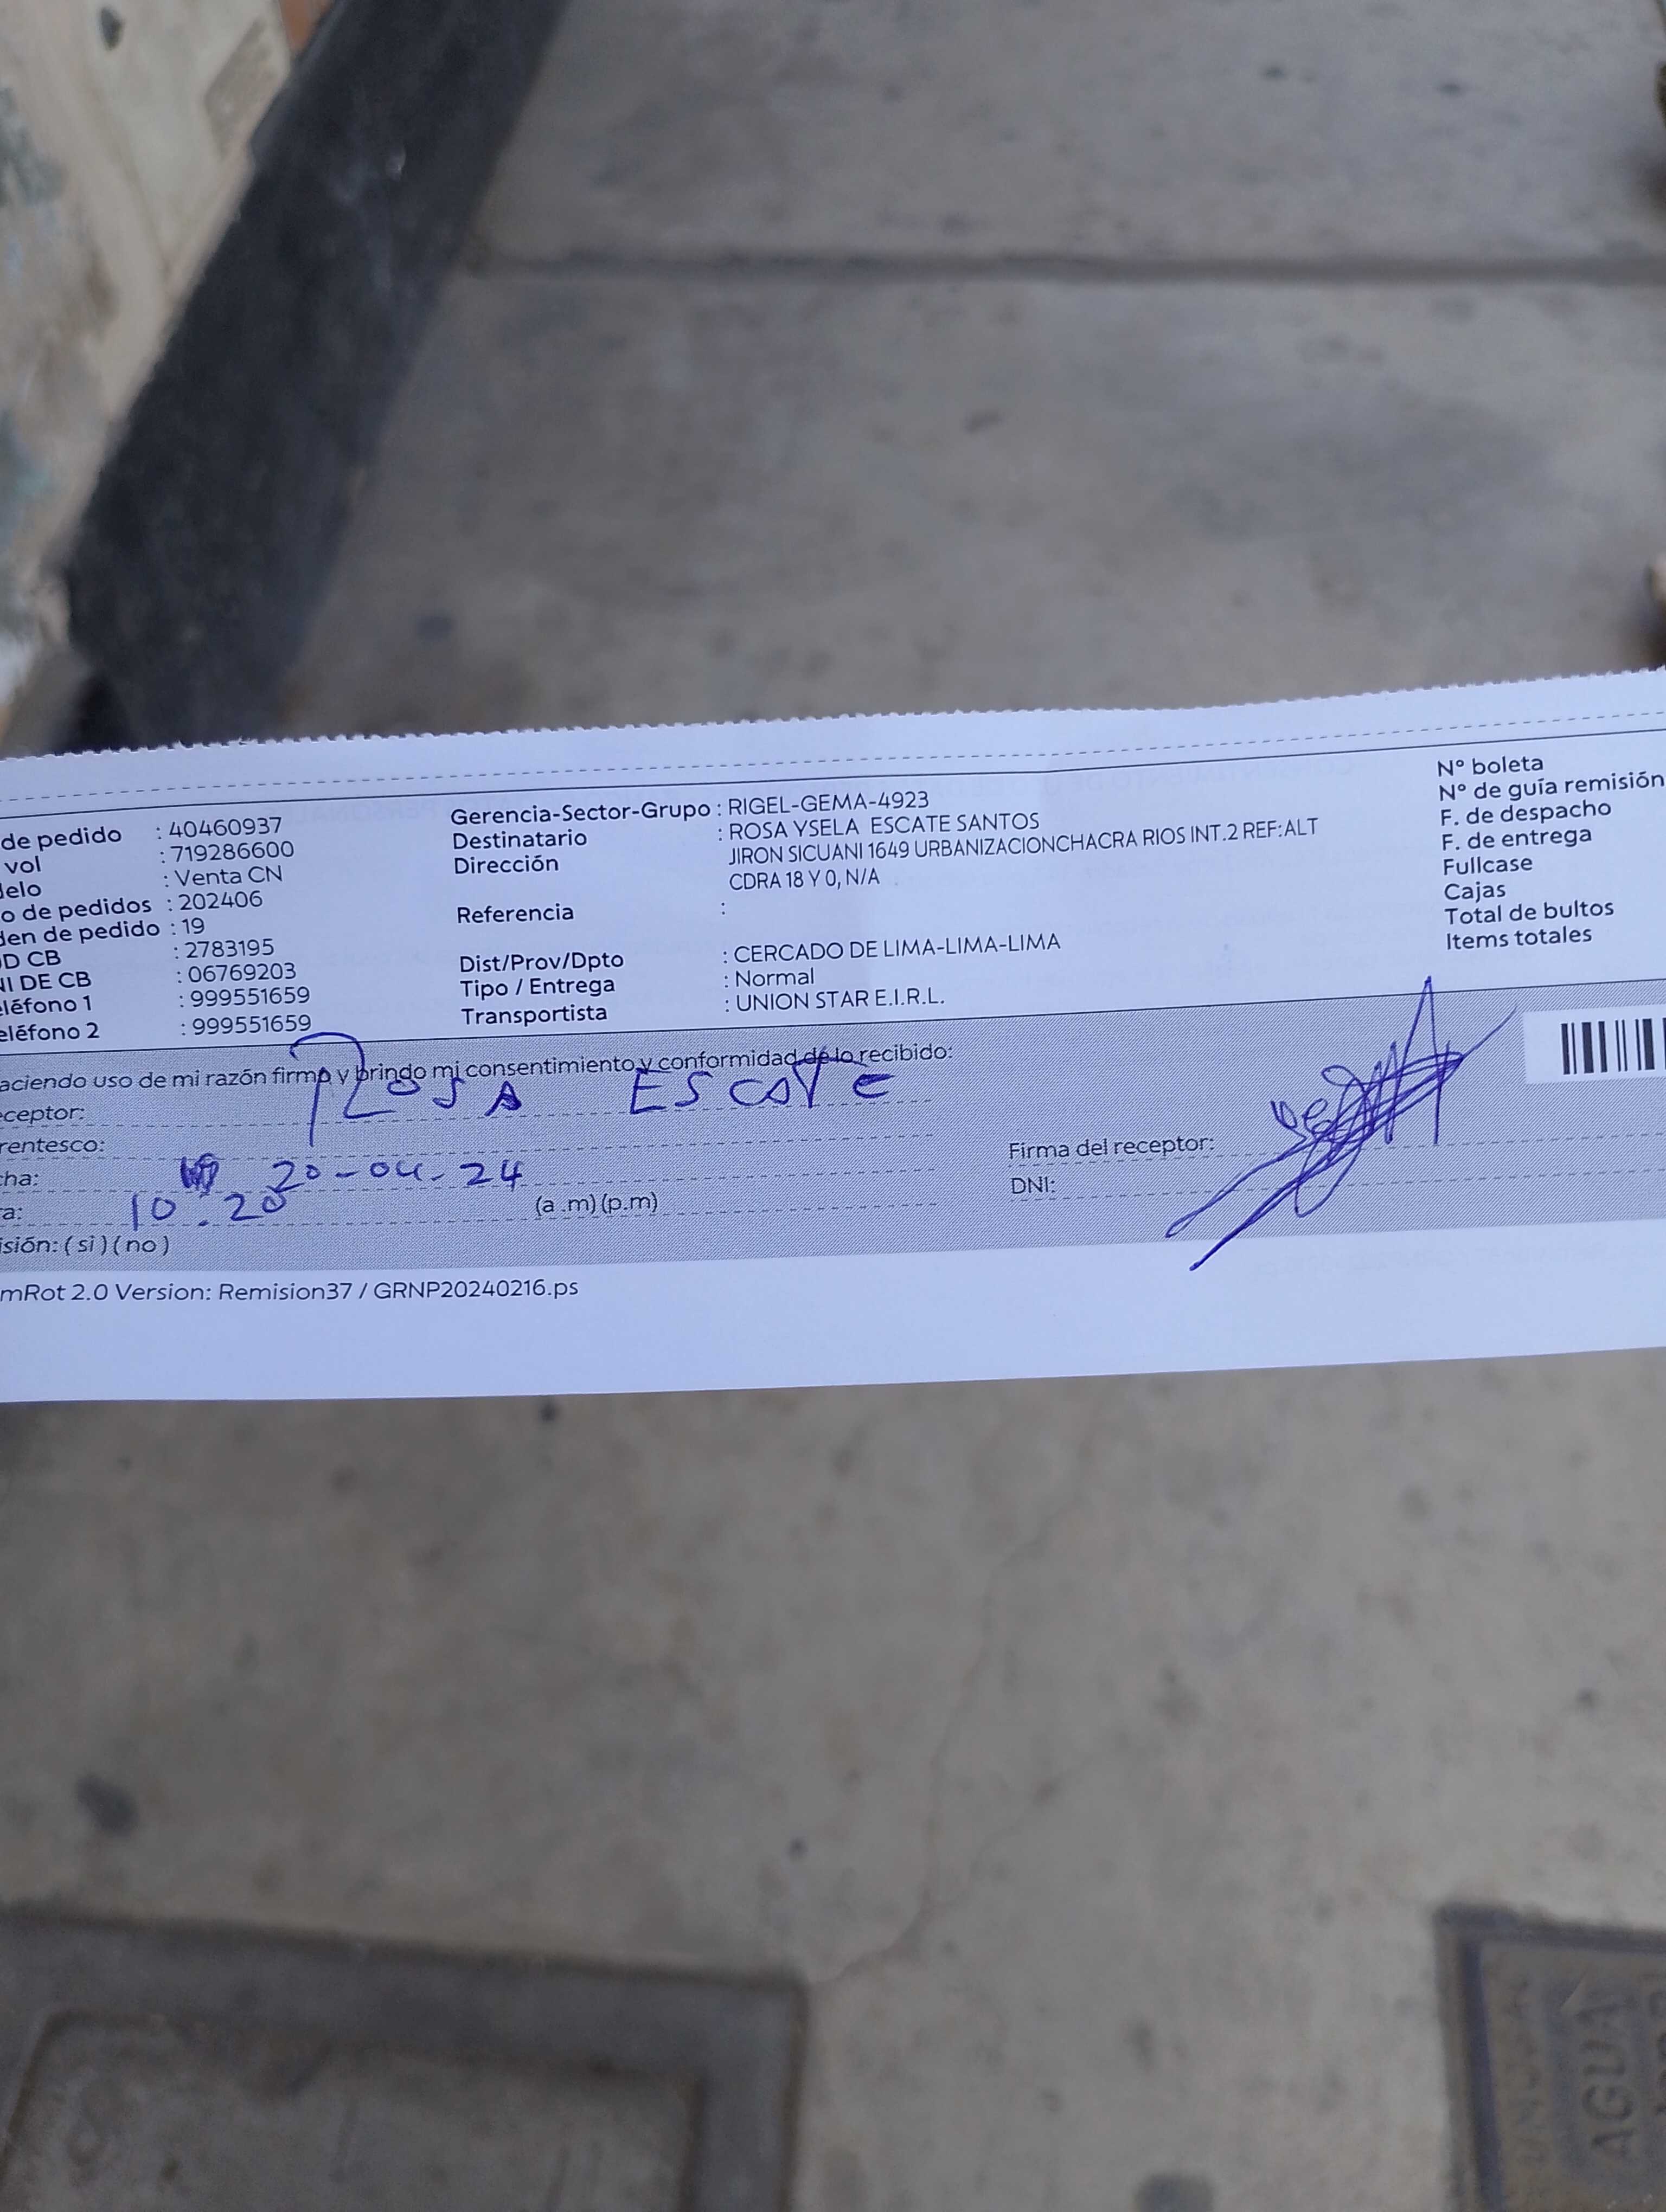 de pedido : 40460937
vol : 719286600
delo : Venta CN
o de pedidos : 202406
den de pedido : 19
D CB : 2783195
NI DE CB : 06769203
eléfono 1 : 999551659
eléfono 2 : 999551659
Gerencia-Sector-Grupo : RIGEL-GEMA-4923
Destinatario : ROSA YSELA ESCATE SANTOS
Dirección JIRON SICUANI 1649 URBANIZACIONCHACRA RIOS INT.2 REF:ALT
CDRA 18 Y 0, N/A
Referencia :
Dist/Prov/Dpto : CERCADO DE LIMA-LIMA-LIMA
Tipo / Entrega : Normal
Transportista : UNION STAR E.I.R.L.
Nº boleta
Nº de guía remisión
F. de despacho
F. de entrega
Fullcase
Cajas
Total de bultos
Items totales
aciendo uso de mi razón firmo y brindo mi consentimiento y conformidad de lo recibido:
ceptor: ROSA ESCATE
rentesco:
cha: 20-04-24
a: 10.20 (a.m)(p.m)
isión: ( si ) ( no )
Firma del receptor:
DNI:
mRot 2.0 Version: Remision37 / GRNP20240216.ps
AGUA